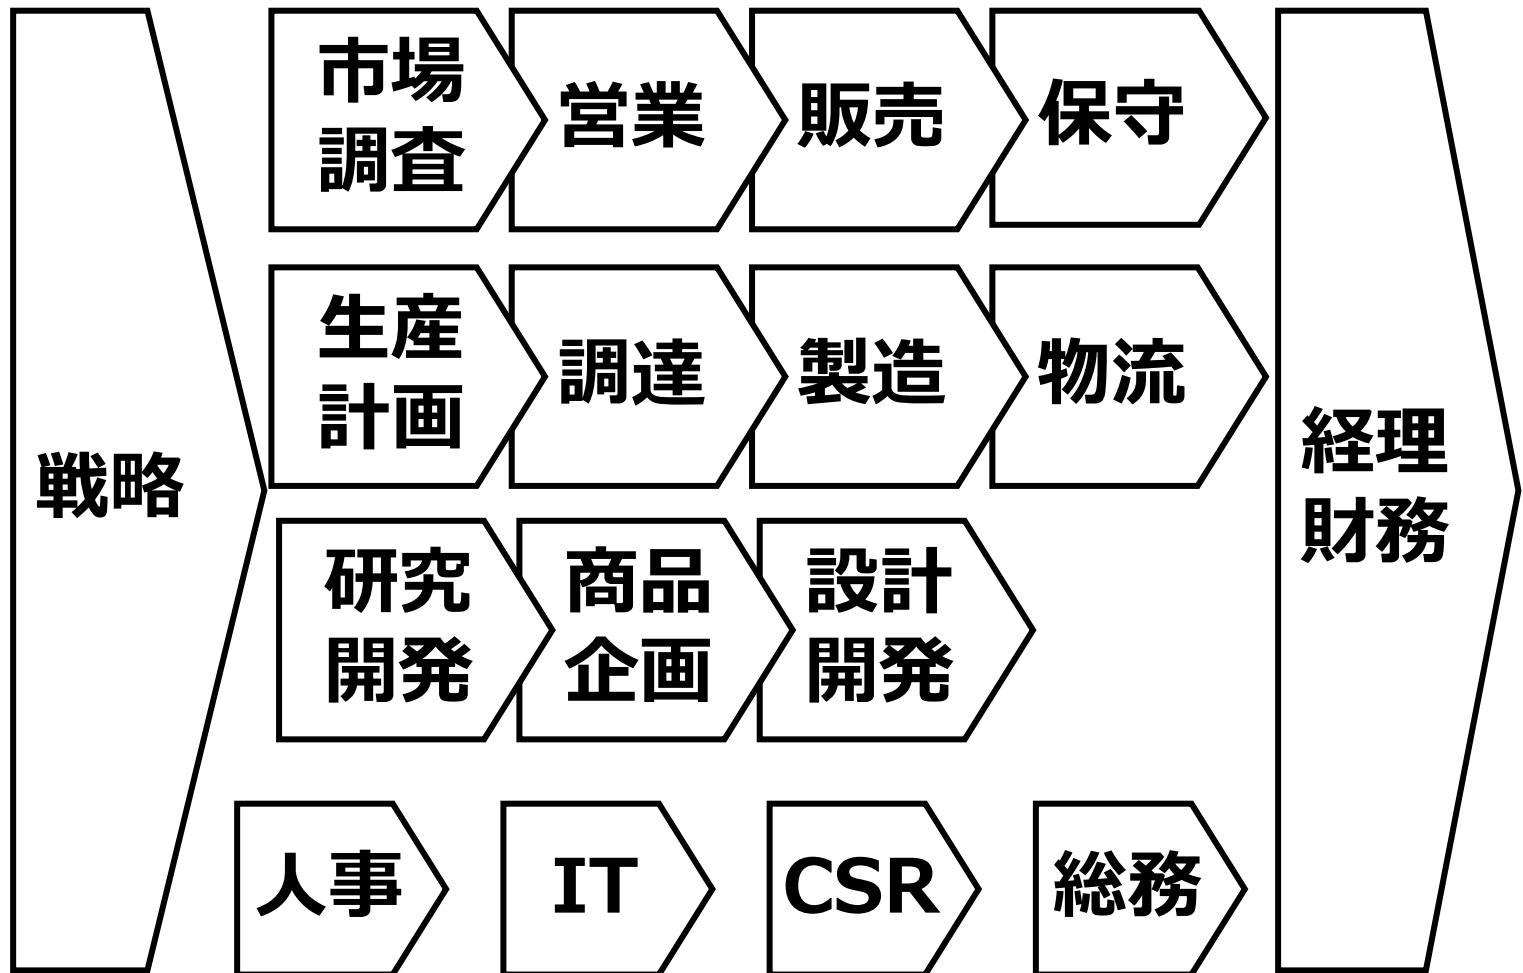 戦略
市場
調査
営業
販売
保守
生産
計画
調達
製造
物流
研究
開発
商品
企画
設計
開発
人事
IT
CSR
総務
経理
財務